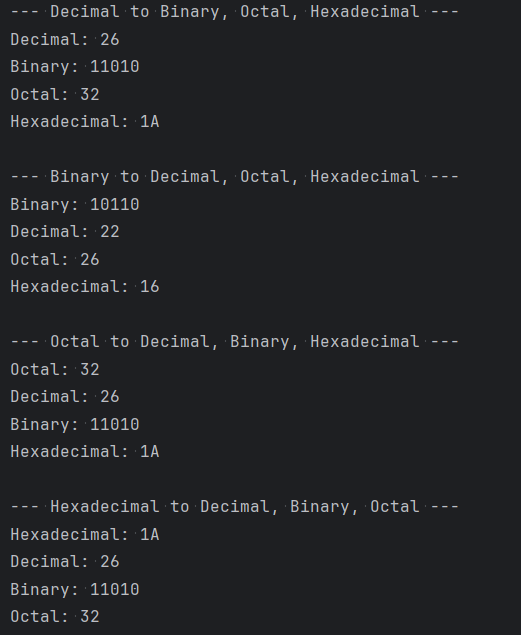 --- Decimal to Binary, Octal, Hexadecimal ---
Decimal: 26
Binary: 11010
Octal: 32
Hexadecimal: 1A
--- Binary to Decimal, Octal, Hexadecimal ---
Binary: 10110
Decimal: 22
Octal: 26
Hexadecimal: 16
--- Octal to Decimal, Binary, Hexadecimal ---
Octal: 32
Decimal: 26
Binary: 11010
Hexadecimal: 1A
--- Hexadecimal to Decimal, Binary, Octal ---
Hexadecimal: 1A
Decimal: 26
Binary: 11010
Octal: 32